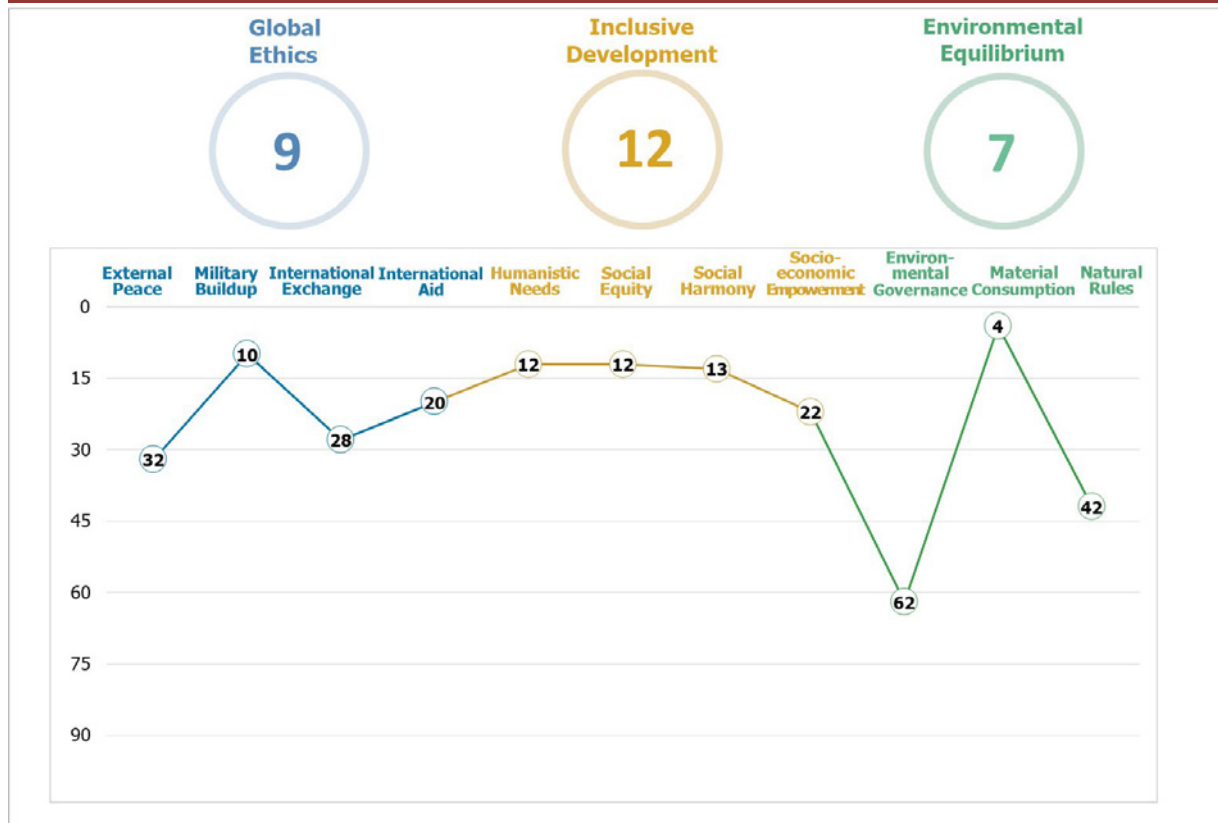 Global
Ethics
Inclusive
Development
Environmental
Equilibrium
9
12
7
External
Peace
Military
Buildup
International
Exchange
International
Aid
Humanistic
Needs
Social
Equity
Social
Harmony
Socio-
economic
Empowerment
Environ-
mental
Governance
Material
Consumption
Natural
Rules
0
15
30
45
60
75
90
32
10
28
20
12
12
13
22
62
4
42